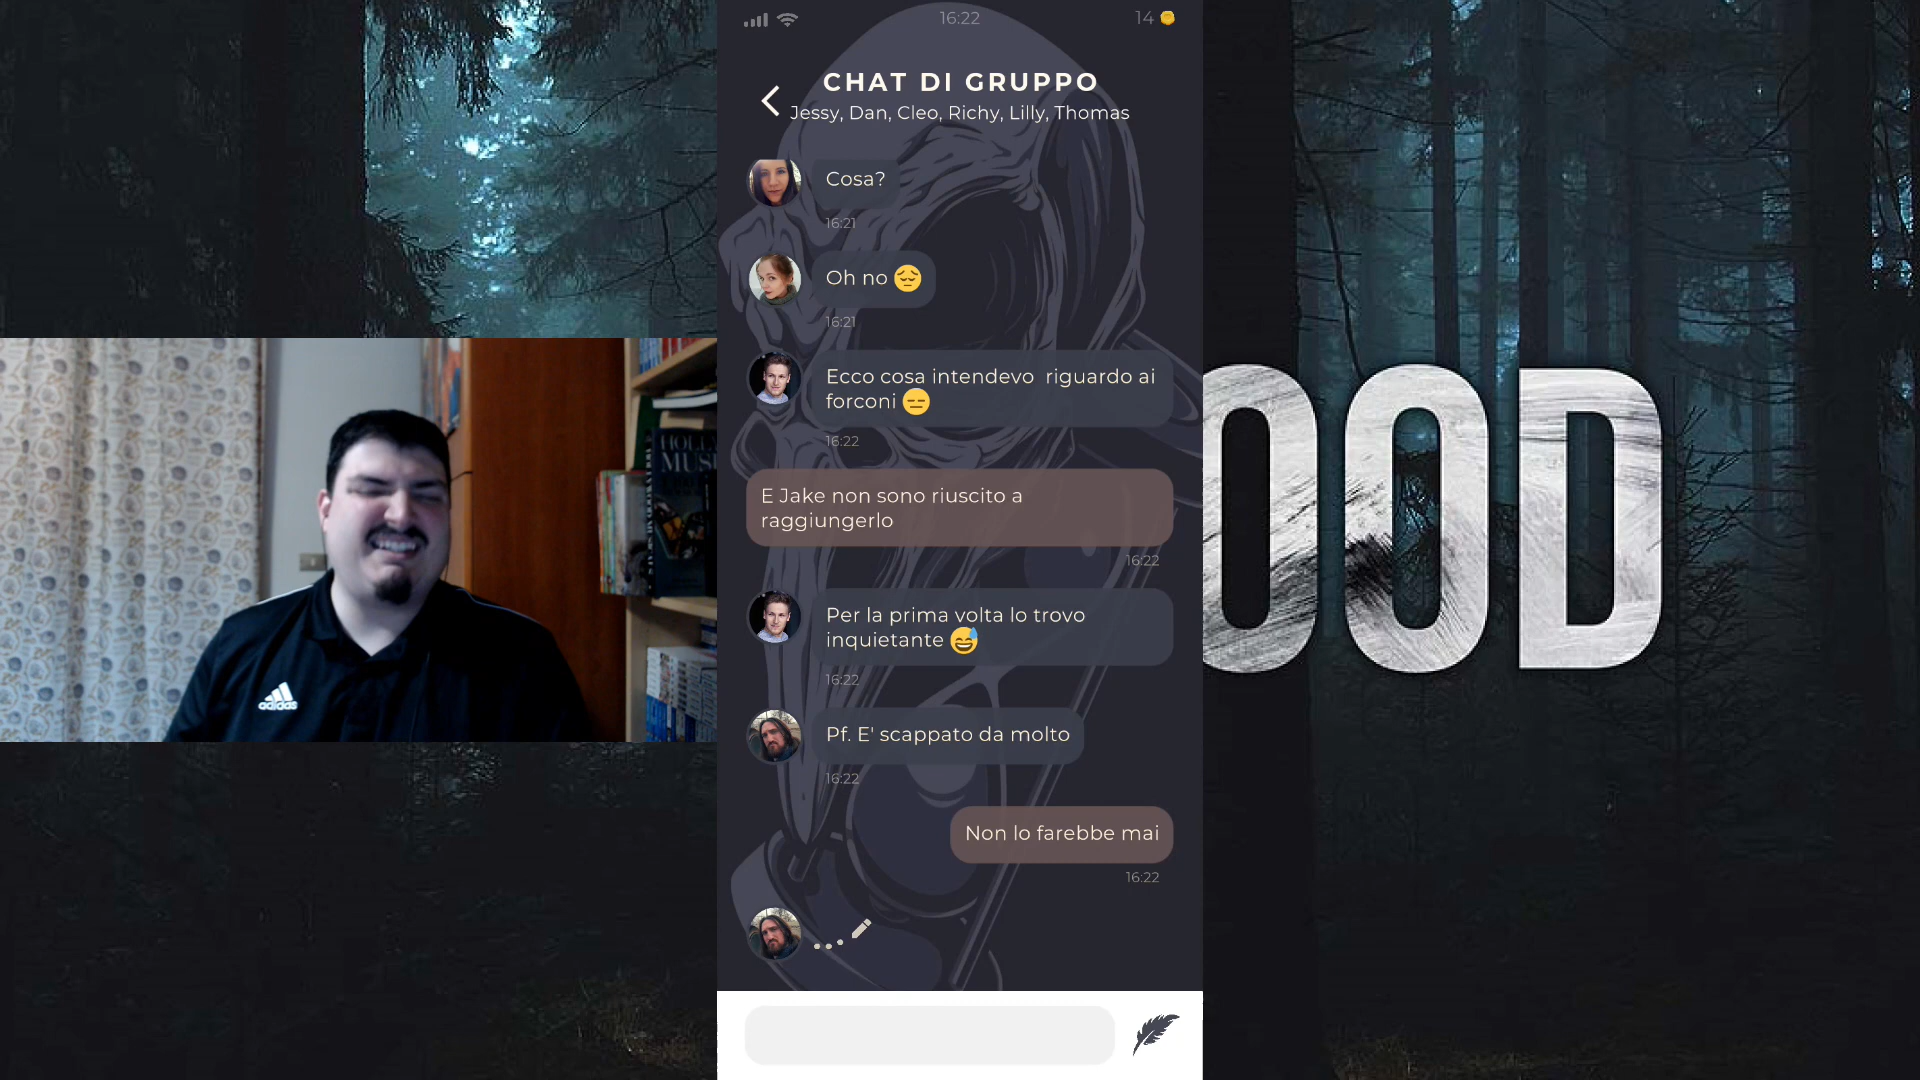 16:22
14
CHAT DI GRUPPO
Jessy, Dan, Cleo, Richy, Lilly, Thomas
Cosa?
16:21
Oh no 😔
16:21
Ecco cosa intendevo  riguardo ai
forconi 😑
16:22
E Jake non sono riuscito a
raggiungerlo
16:22
Per la prima volta lo trovo
inquietante 😅
16:22
Pf. E' scappato da molto
16:22
Non lo farebbe mai
16:22
adidas
OOD